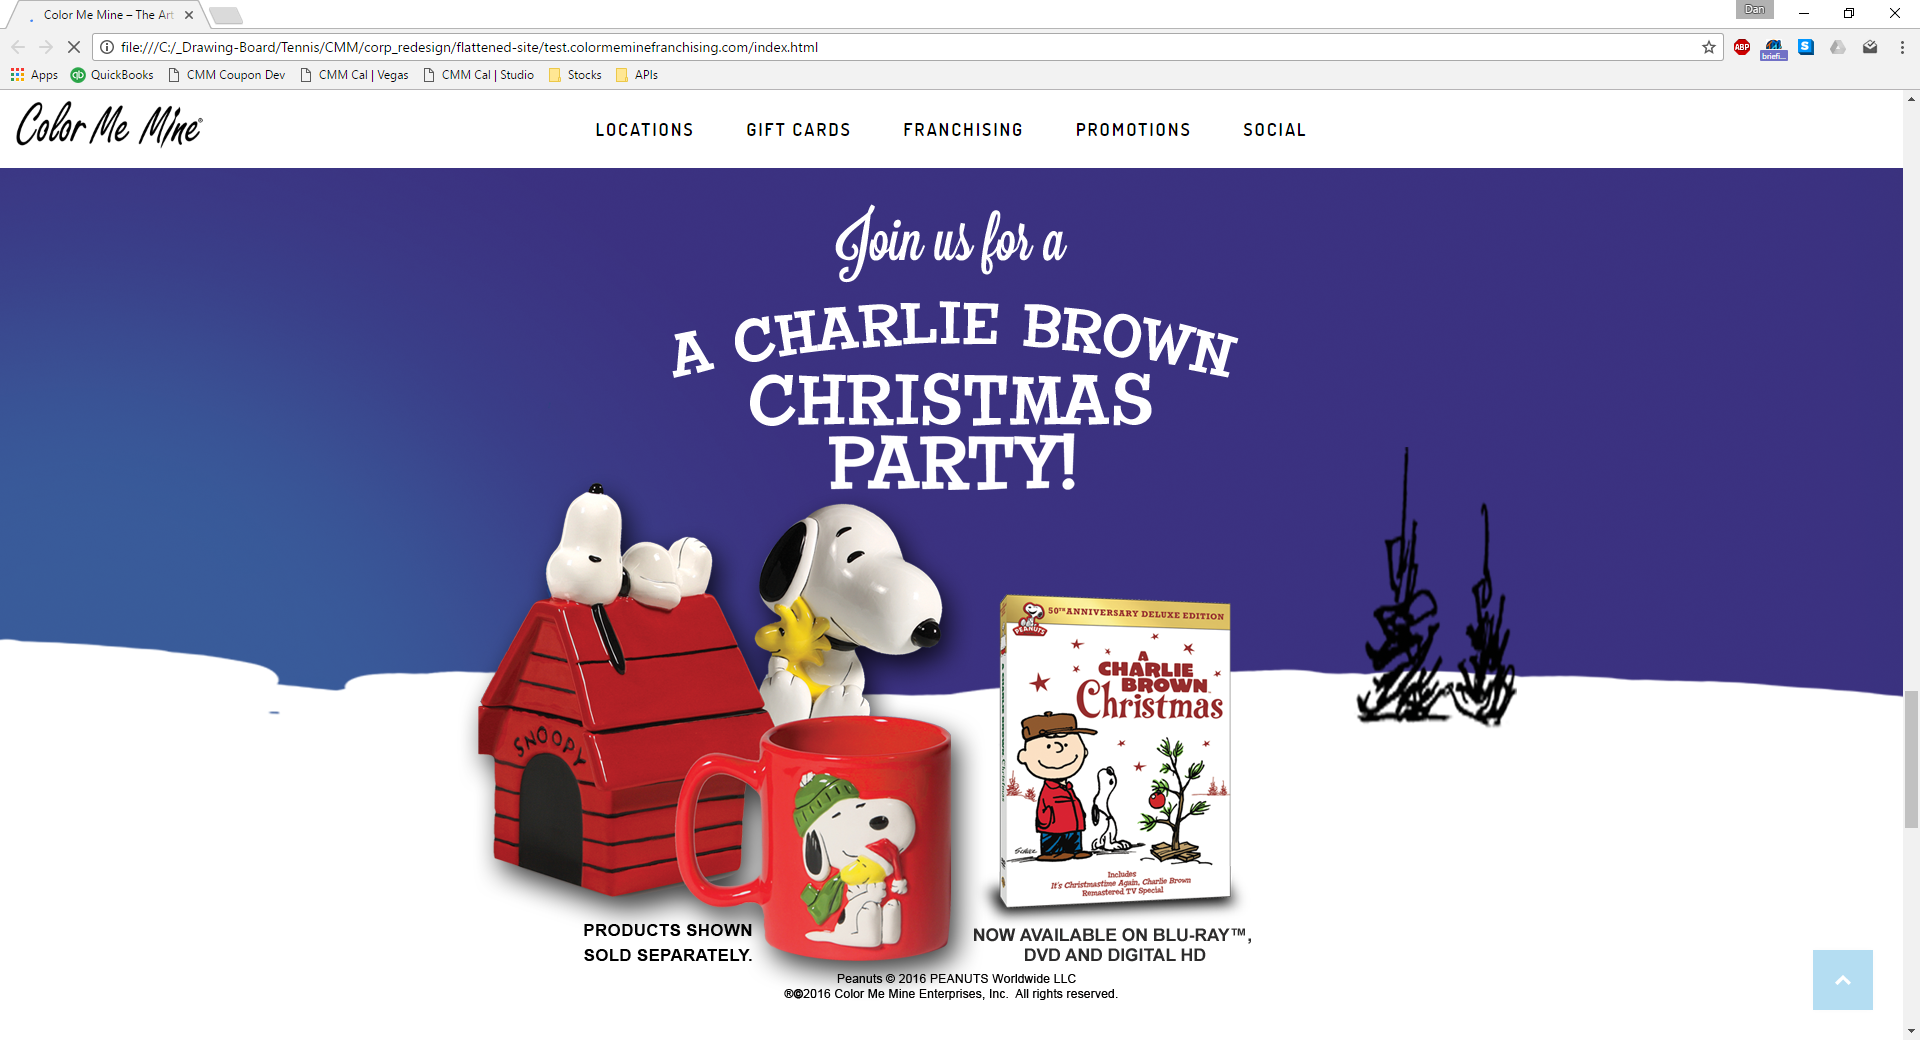 Color Me Mine – The Art
Dan
file:///C:/_Drawing-Board/Tennis/CMM/corp_redesign/flattened-site/test.colormeminefranchising.com/index.html
ABP
briefi...
S
Apps
qb QuickBooks
CMM Coupon Dev
CMM Cal | Vegas
CMM Cal | Studio
Stocks
APIs
Color Me Mine®
LOCATIONS GIFT CARDS FRANCHISING PROMOTIONS SOCIAL
Join us for a
A CHARLIE BROWN
CHRISTMAS
PARTY!
SNOOPY
50TH ANNIVERSARY DELUXE EDITION
PEANUTS
A
CHARLIE
BROWN
Christmas
Includes
It's Christmastime Again, Charlie Brown
Remastered TV Special
PRODUCTS SHOWN
SOLD SEPARATELY.
NOW AVAILABLE ON BLU-RAY™,
DVD AND DIGITAL HD
Peanuts © 2016 PEANUTS Worldwide LLC
®©2016 Color Me Mine Enterprises, Inc. All rights reserved.